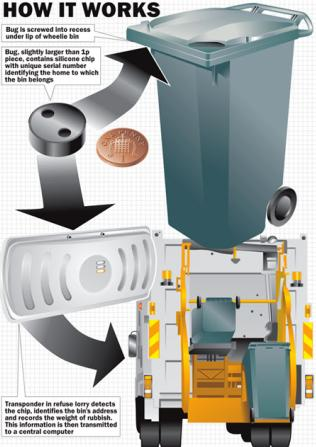 HOW IT WORKS
Bug is screwed into recess
under lip of wheelie bin
Bug, slightly larger than 1p
piece, contains silicone chip
with unique serial number
identifying the home to which
the bin belongs
Transponder in refuse lorry detects
the chip, identifies the bin's address
and records the weight of rubbish.
This information is then transmitted
to a central computer